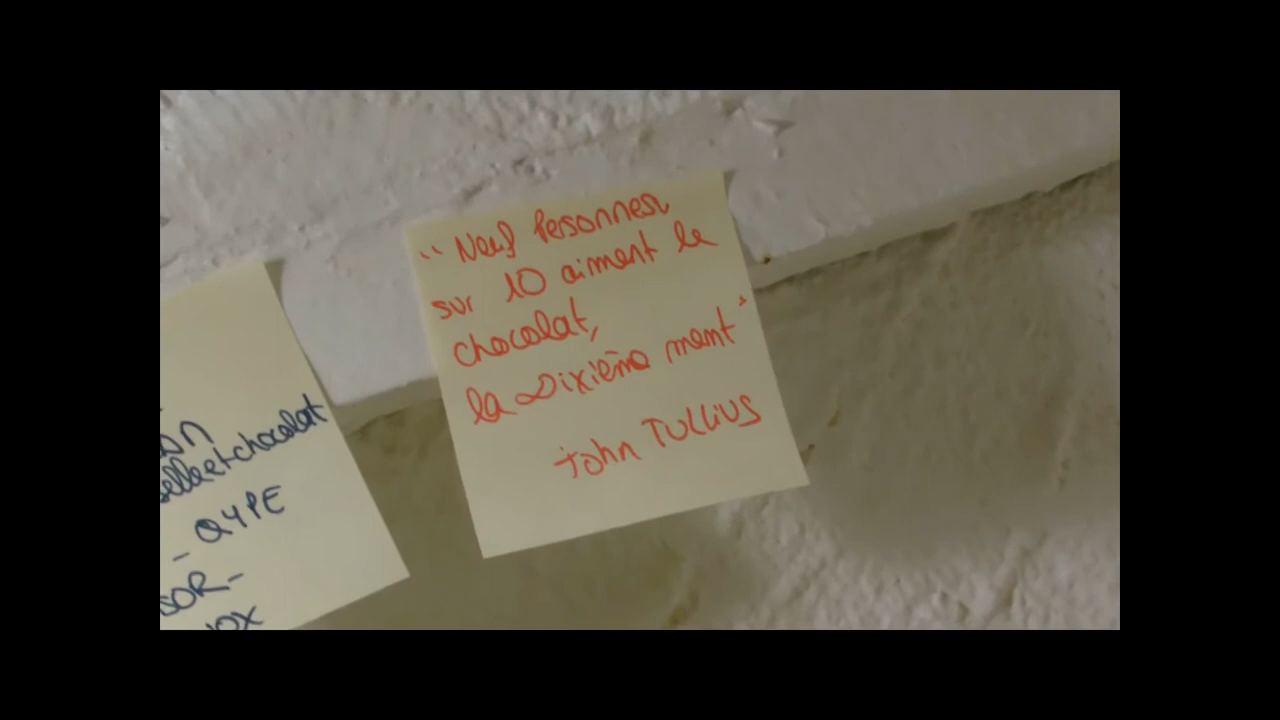 “ Neuf Personnes
sur 10 aiment le
chocolat,
la Dixième ment”
john TULLIUS
elleetchocolat
- QYPE
SOR-